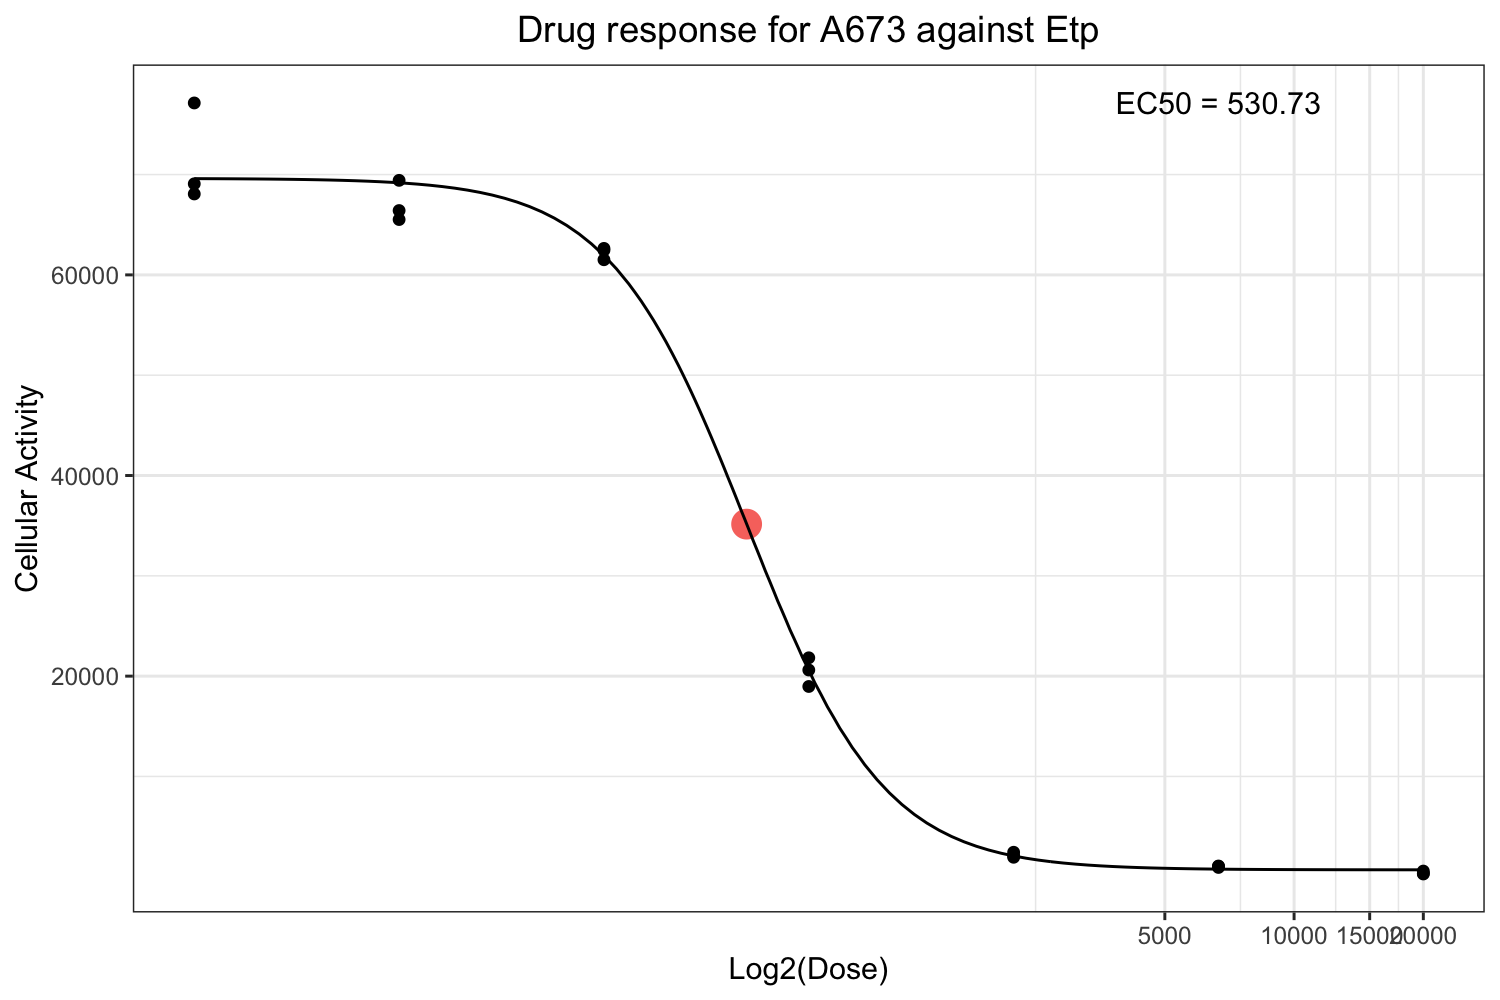 Drug response for A673 against Etp
EC50 = 530.73
60000
40000
20000
Cellular Activity
5000 10000 15000 20000
Log2(Dose)